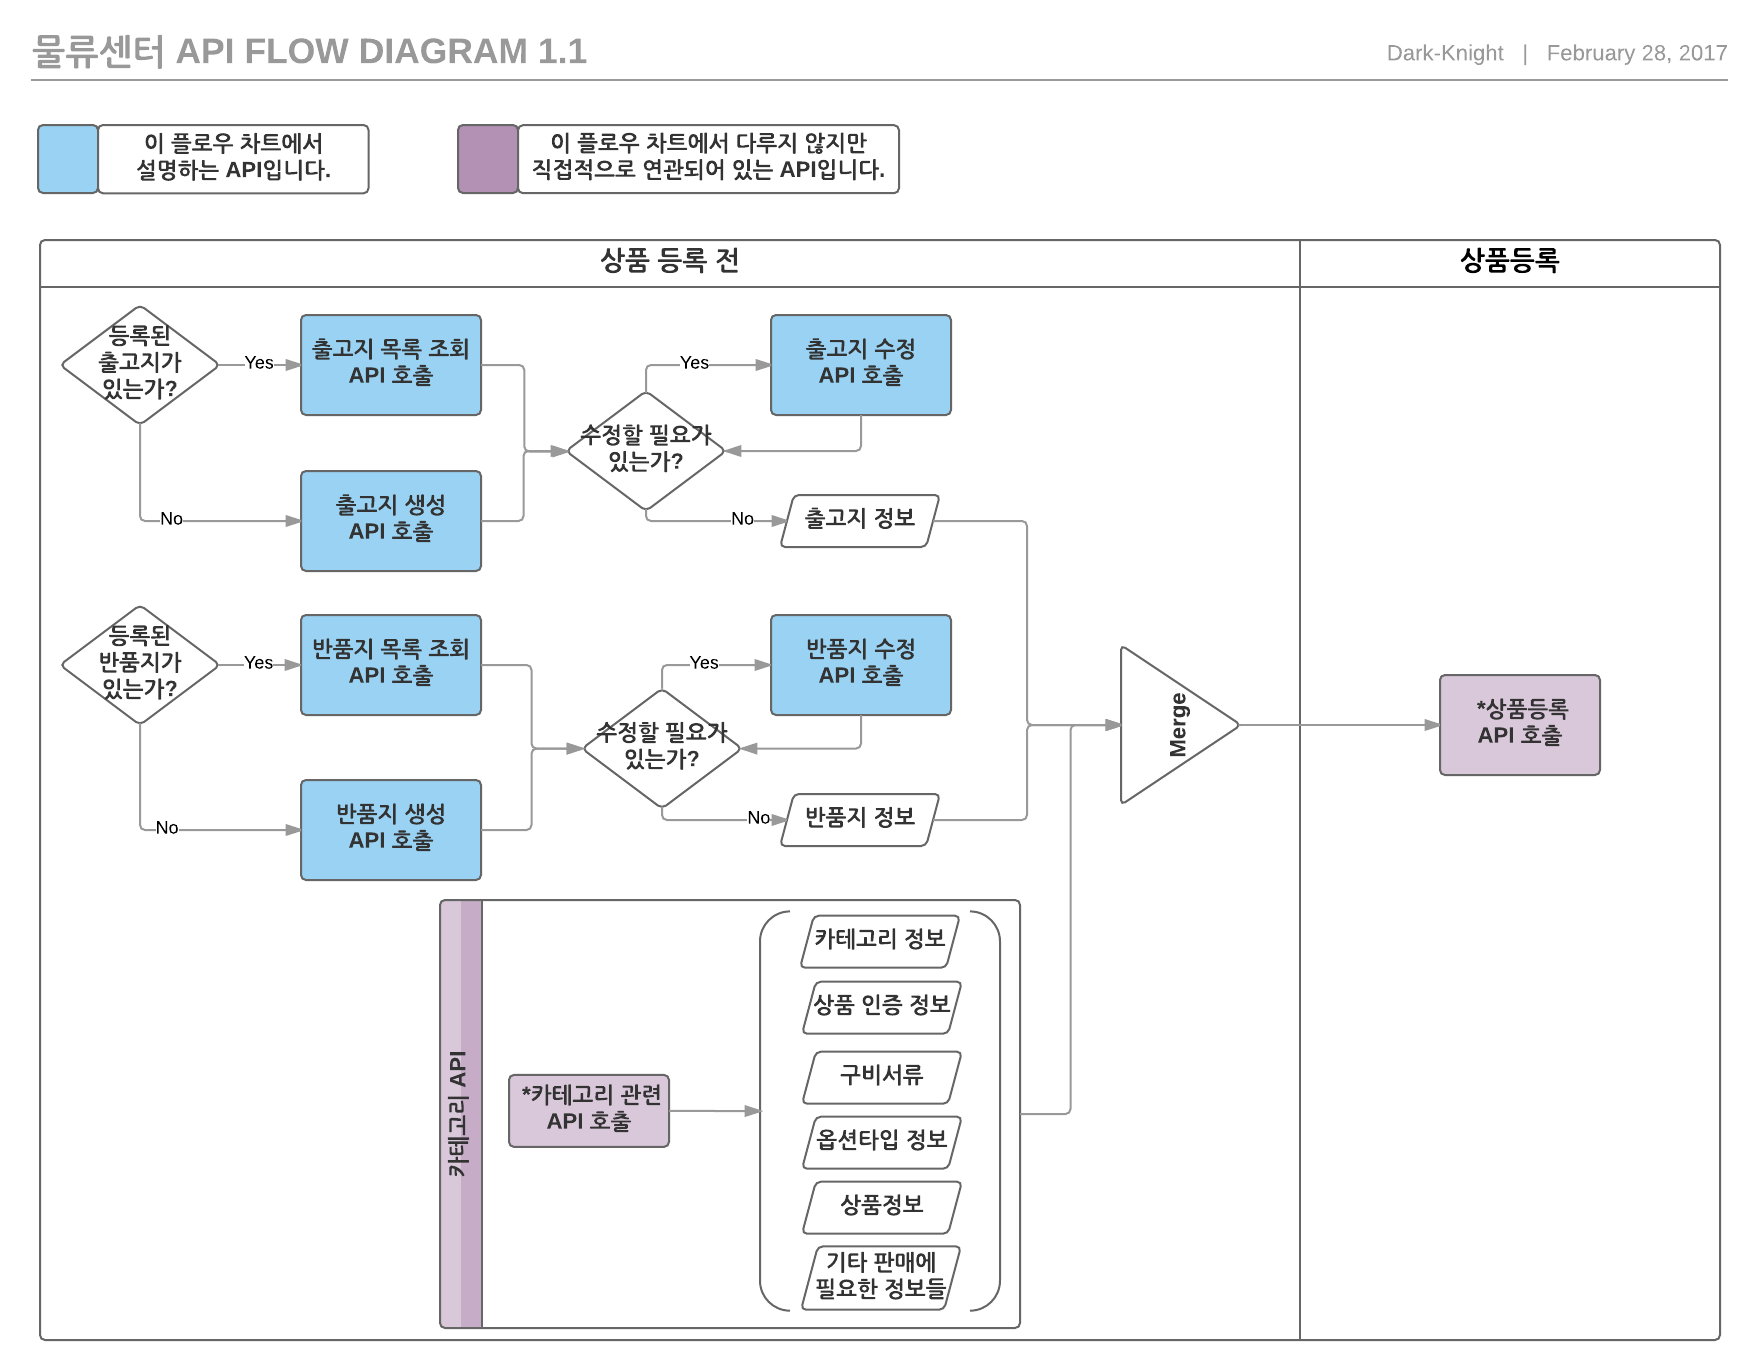 물류센터 API FLOW DIAGRAM 1.1
Dark-Knight | February 28, 2017
이 플로우 차트에서
설명하는 API입니다.
이 플로우 차트에서 다루지 않지만
직접적으로 연관되어 있는 API입니다.
상품 등록 전
상품등록
등록된
출고지가
있는가?
Yes
출고지 목록 조회
API 호출
No
출고지 생성
API 호출
수정할 필요가
있는가?
Yes
출고지 수정
API 호출
No
출고지 정보
등록된
반품지가
있는가?
Yes
반품지 목록 조회
API 호출
No
반품지 생성
API 호출
수정할 필요가
있는가?
Yes
반품지 수정
API 호출
No
반품지 정보
Merge
*상품등록
API 호출
카테고리 API
*카테고리 관련
API 호출
카테고리 정보
상품 인증 정보
구비서류
옵션타입 정보
상품정보
기타 판매에
필요한 정보들